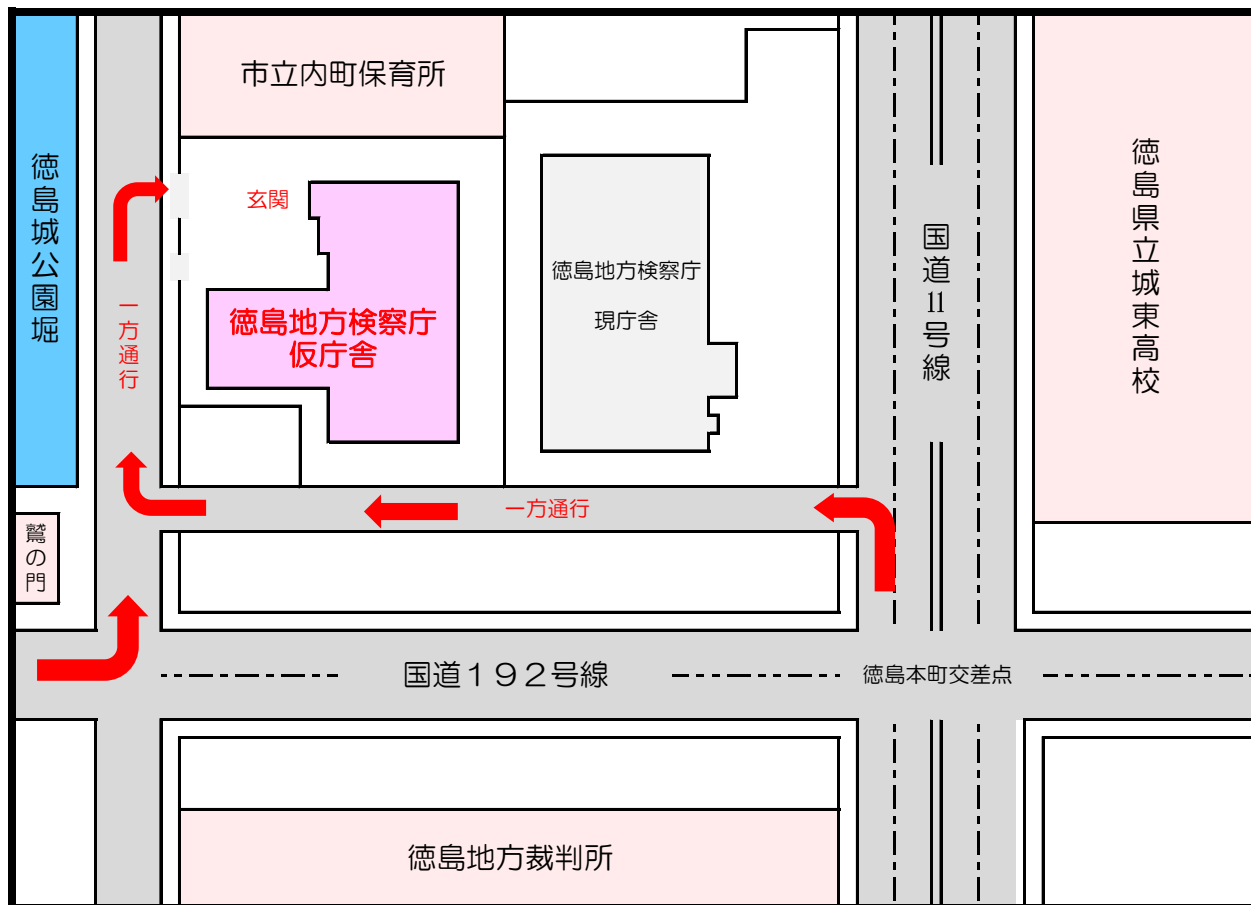 市立内町保育所
徳島城公園堀
玄関
徳島地方検察庁
現庁舎
国道11号線
徳島県立城東高校
一方通行
徳島地方検察庁
仮庁舎
一方通行
鷲の門
国道１９２号線
徳島本町交差点
徳島地方裁判所